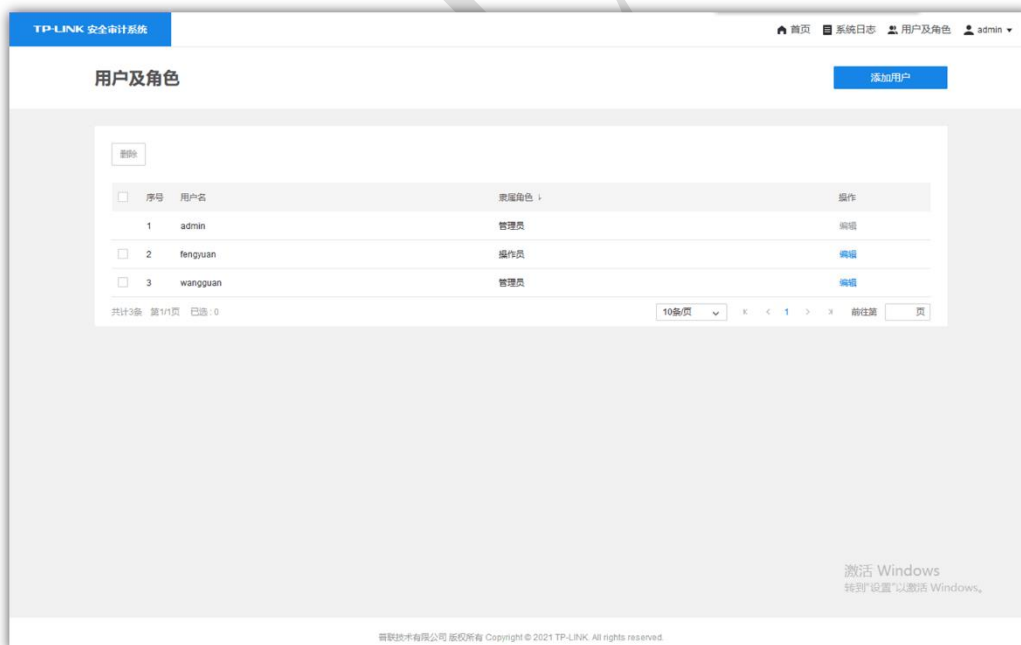 TP-LINK 安全审计系统 首页 系统日志 用户及角色 admin
用户及角色 添加用户
删除
序号 用户名 隶属角色 操作
1 admin 管理员 编辑
2 fengyuan 操作员 编辑
3 wangguan 管理员 编辑
共计3条 第1/1页 已选 : 0 10条/页 « < 1 > » 前往第 页
激活 Windows
转到"设置"以激活 Windows。
普联技术有限公司 版权所有 Copyright © 2021 TP-LINK. All rights reserved.